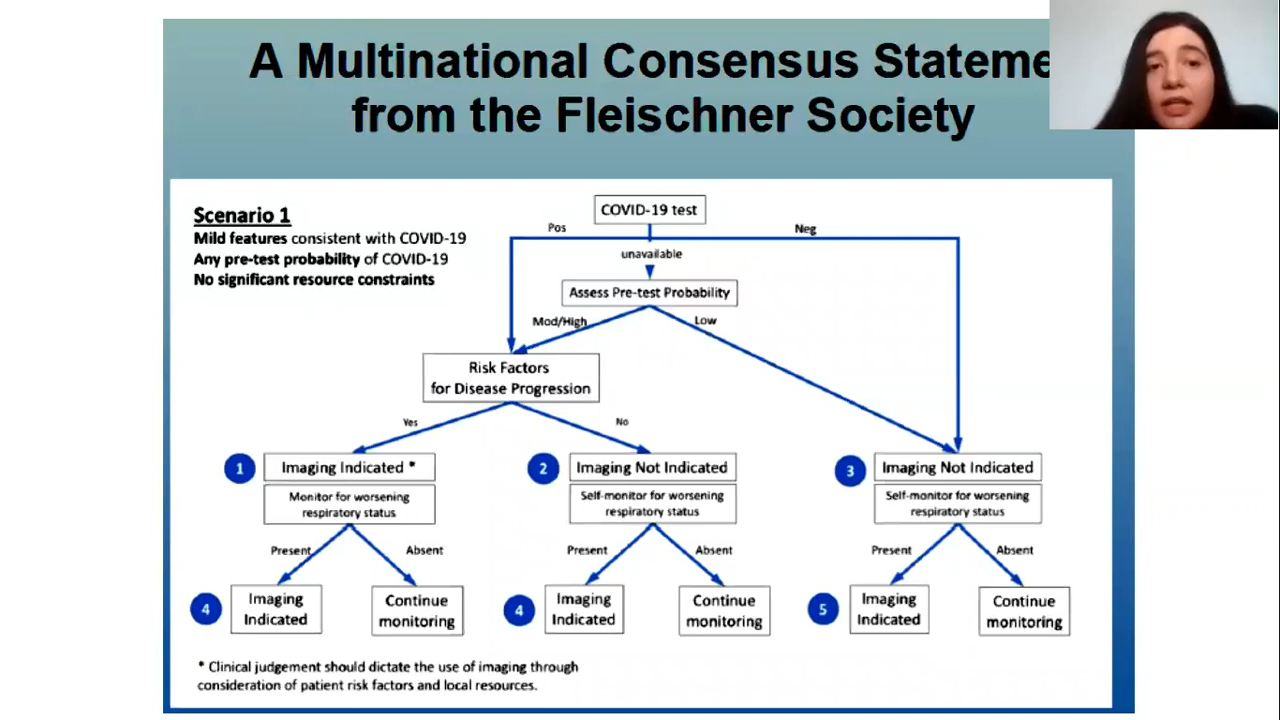 A Multinational Consensus Stateme
from the Fleischner Society
Scenario 1
Mild features consistent with COVID-19
Any pre-test probability of COVID-19
No significant resource constraints
COVID-19 test
Pos
Neg
unavailable
Assess Pre-test Probability
Mod/High
Low
Risk Factors
for Disease Progression
Yes
No
1
Imaging Indicated *
2
Imaging Not Indicated
3
Imaging Not Indicated
Monitor for worsening
respiratory status
Self-monitor for worsening
respiratory status
Self-monitor for worsening
respiratory status
Present
Absent
Present
Absent
Present
Absent
4
Imaging
Indicated
Continue
monitoring
4
Imaging
Indicated
Continue
monitoring
5
Imaging
Indicated
Continue
monitoring
* Clinical judgement should dictate the use of imaging through
consideration of patient risk factors and local resources.